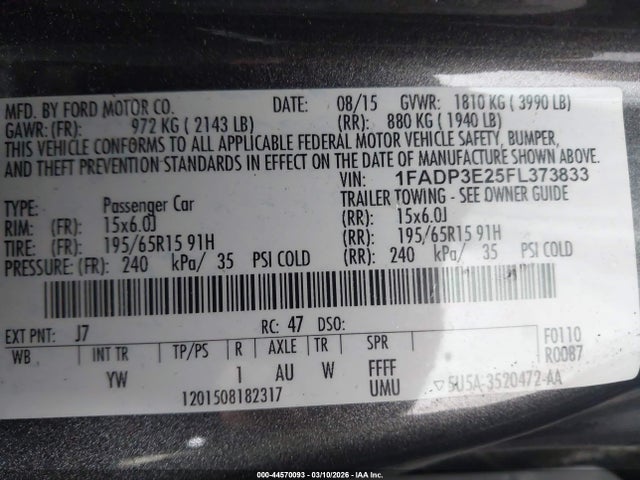 MFD. BY FORD MOTOR CO. DATE: 08/15 GVWR: 1810 KG ( 3990 LB)
GAWR: (FR): 972 KG ( 2143 LB) (RR): 880 KG ( 1940 LB)
THIS VEHICLE CONFORMS TO ALL APPLICABLE FEDERAL MOTOR VEHICLE SAFETY, BUMPER,
AND THEFT PREVENTION STANDARDS IN EFFECT ON THE DATE OF MANUFACTURE SHOWN ABOVE.
VIN: 1FADP3E25FL373833
TYPE: Passenger Car TRAILER TOWING - SEE OWNER GUIDE
RIM: (FR): 15x6.0J (RR): 15x6.0J
TIRE: (FR): 195/65R15 91H (RR): 195/65R15 91H
PRESSURE: (FR): 240 kPa/ 35 PSI COLD (RR): 240 kPa/ 35 PSI COLD
EXT PNT: J7 RC: 47 DSO: F0110
WB INT TR TP/PS R AXLE TR SPR R0087
YW 1 AU W FFFF
1201508182317 UMU ▽5U5A-3520472-AA
000-44570093 - 03/10/2026 - IAA Inc.